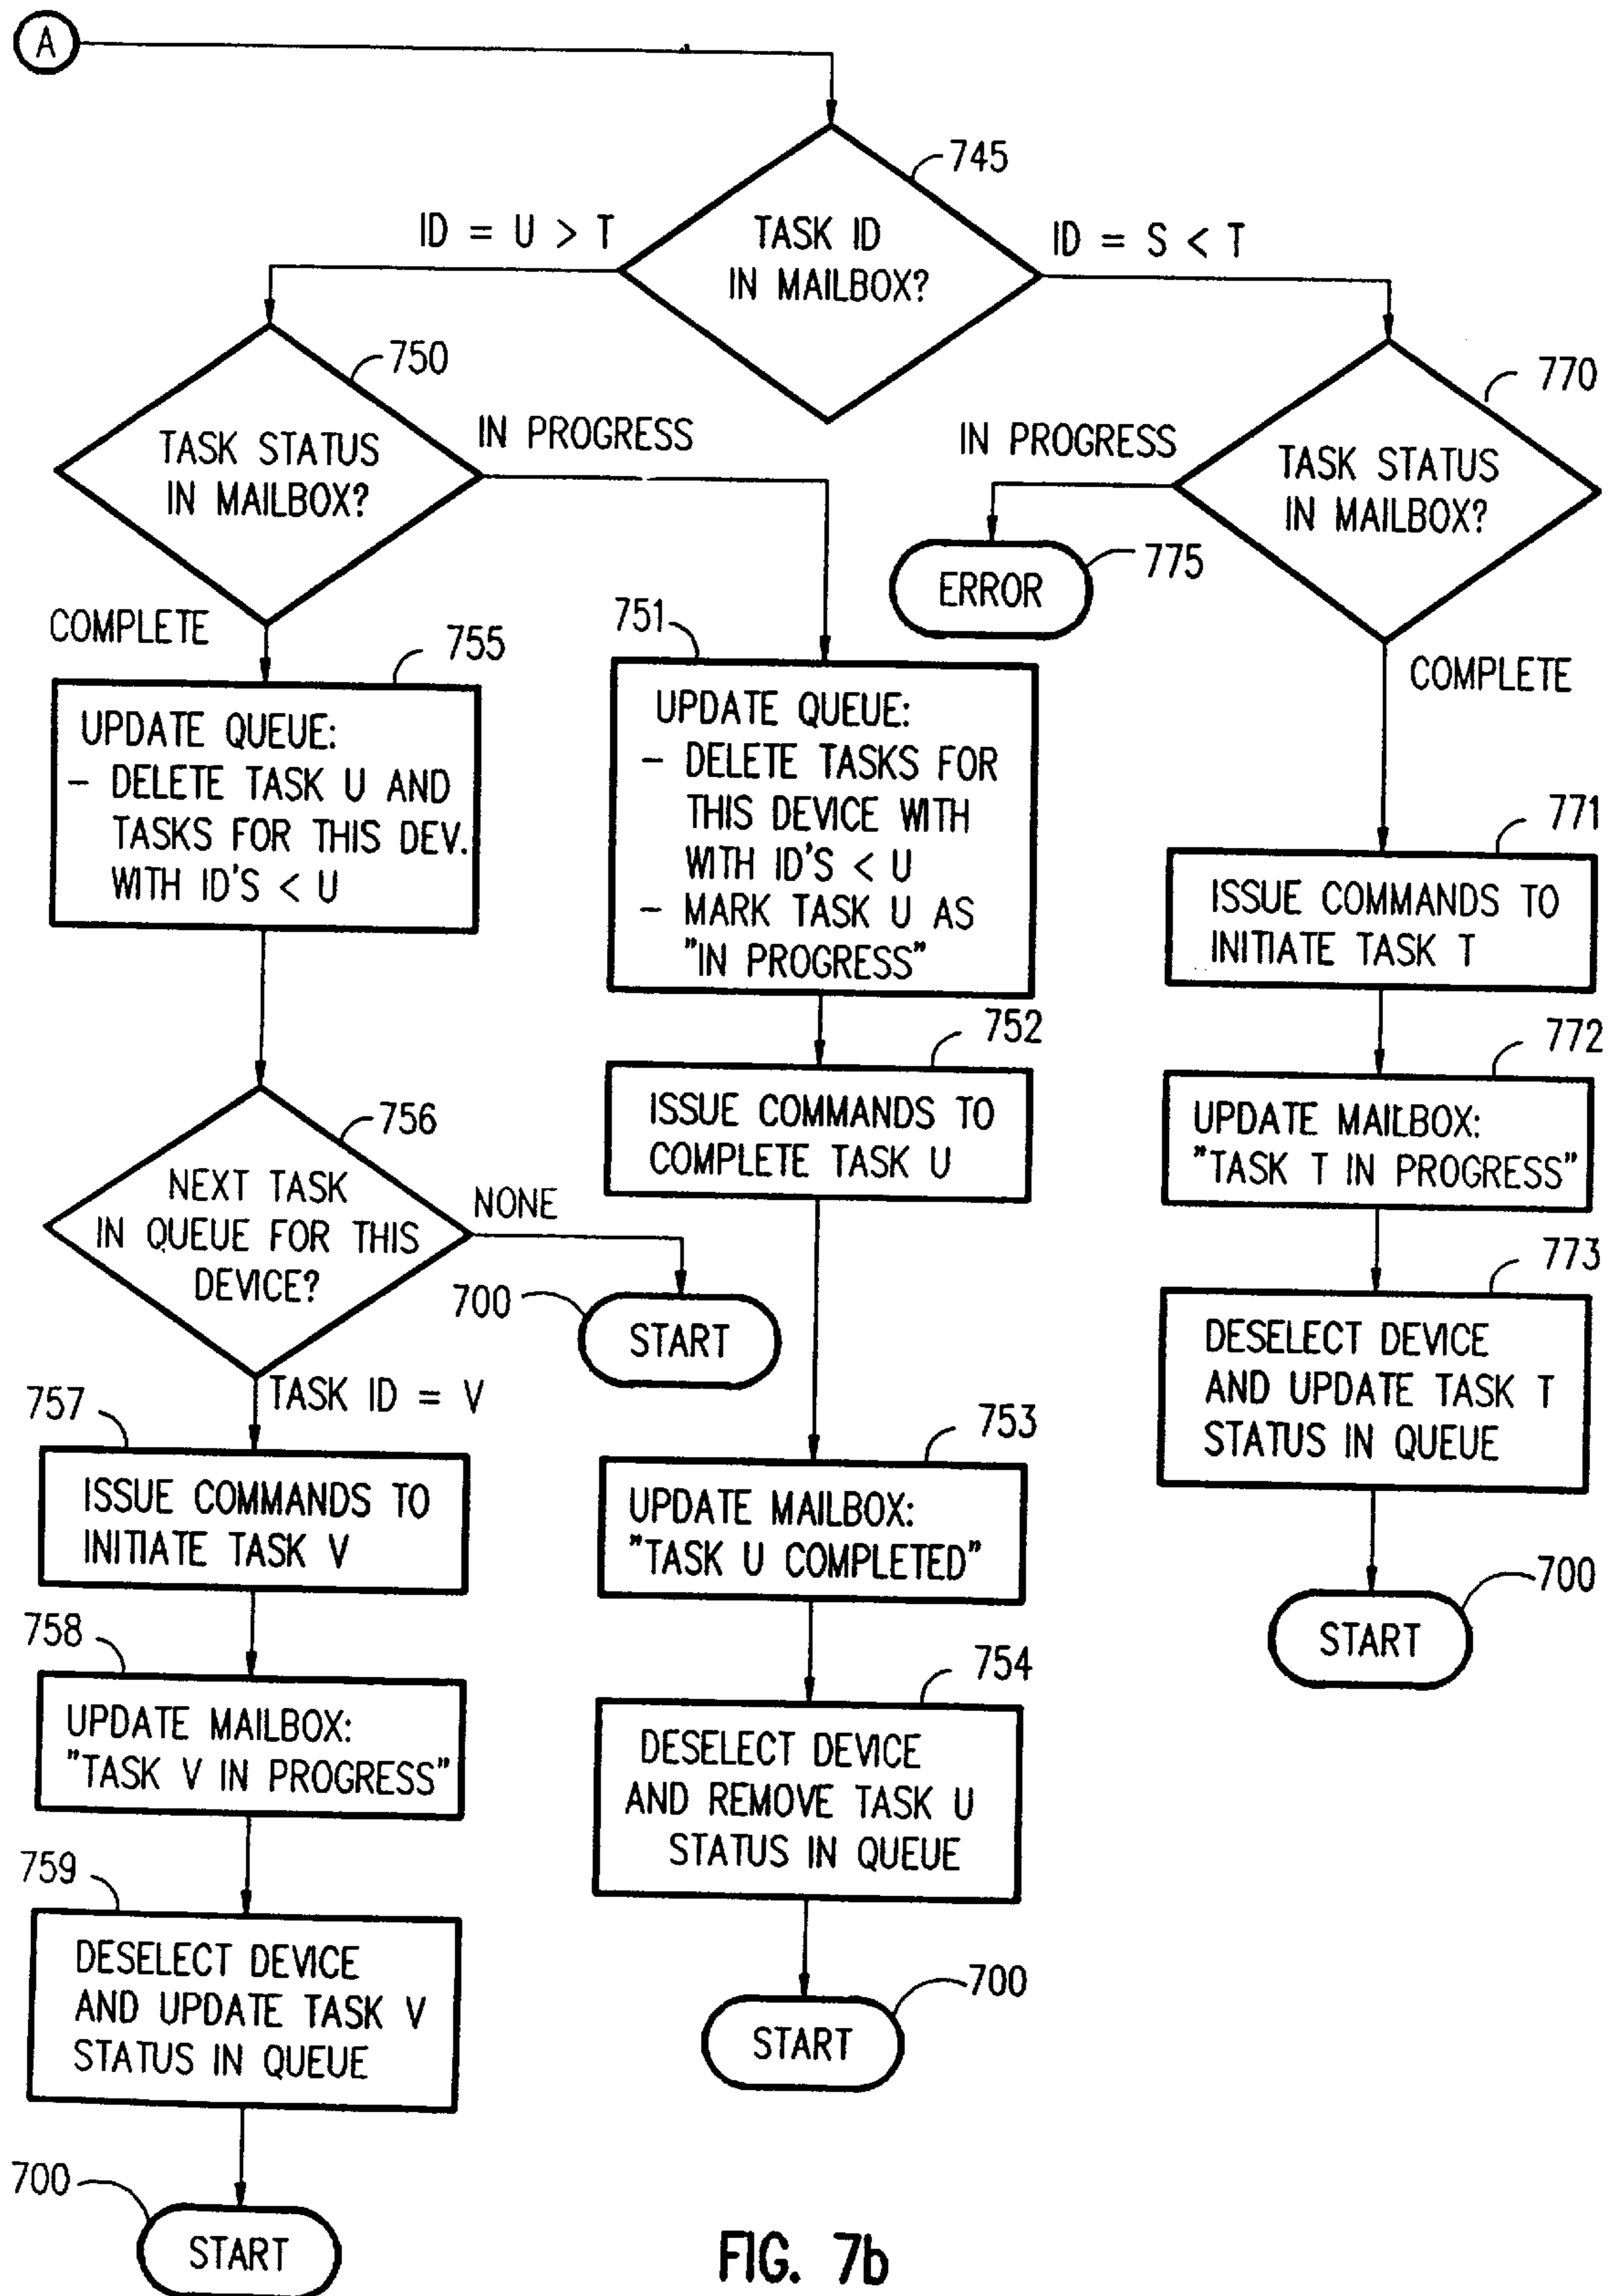 A
745
ID = U > T
TASK ID
IN MAILBOX?
ID = S < T
750
TASK STATUS
IN MAILBOX?
IN PROGRESS
COMPLETE
770
IN PROGRESS
TASK STATUS
IN MAILBOX?
ERROR
775
COMPLETE
755
UPDATE QUEUE:
- DELETE TASK U AND
TASKS FOR THIS DEV.
WITH ID'S < U
751
UPDATE QUEUE:
- DELETE TASKS FOR
THIS DEVICE WITH
WITH ID'S < U
- MARK TASK U AS
"IN PROGRESS"
771
ISSUE COMMANDS TO
INITIATE TASK T
752
ISSUE COMMANDS TO
COMPLETE TASK U
772
UPDATE MAILBOX:
"TASK T IN PROGRESS"
756
NEXT TASK
IN QUEUE FOR THIS
DEVICE?
NONE
700
START
TASK ID = V
773
DESELECT DEVICE
AND UPDATE TASK T
STATUS IN QUEUE
757
ISSUE COMMANDS TO
INITIATE TASK V
753
UPDATE MAILBOX:
"TASK U COMPLETED"
700
START
758
UPDATE MAILBOX:
"TASK V IN PROGRESS"
754
DESELECT DEVICE
AND REMOVE TASK U
STATUS IN QUEUE
759
DESELECT DEVICE
AND UPDATE TASK V
STATUS IN QUEUE
700
START
700
START
FIG. 7b